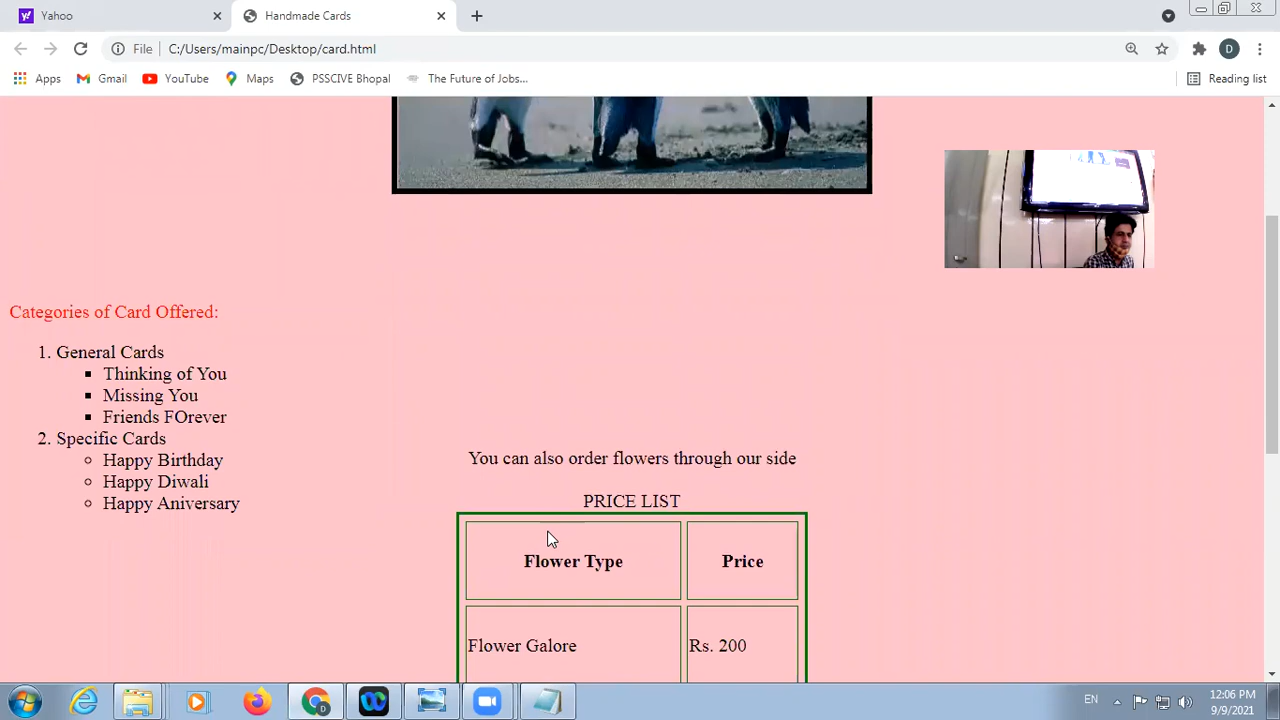 Yahoo
Handmade Cards
File C:/Users/mainpc/Desktop/card.html
D
Apps Gmail YouTube Maps PSSCIVE Bhopal The Future of Jobs... Reading list
Categories of Card Offered:
1. General Cards
Thinking of You
Missing You
Friends FOrever
2. Specific Cards
Happy Birthday
Happy Diwali
Happy Aniversary
You can also order flowers through our side
PRICE LIST
Flower Type Price
Flower Galore Rs. 200
EN
12:06 PM
9/9/2021